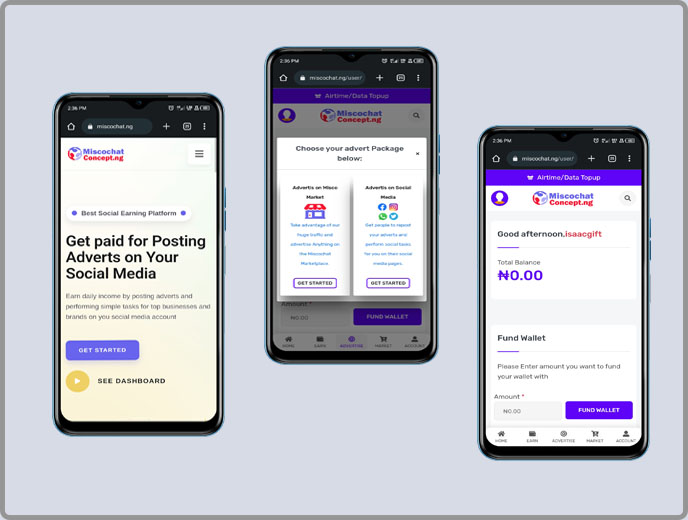 2:36 PM
miscochat.ng
Miscochat
Concept.ng
Best Social Earning Platform
Get paid for Posting
Adverts on Your
Social Media
Earn daily income by posting adverts and
performing simple tasks for top businesses and
brands on you social media account
GET STARTED
SEE DASHBOARD
2:36 PM
miscochat.ng/user/
Airtime/Data Topup
Miscochat
Concept.ng
Choose your advert Package
below:
×
Adverts on Misco
Market
Take advantage of our
huge traffic and
advertise Anything on
the Miscochat
Marketplace.
GET STARTED
Adverts on Social
Media
Get people to repost
your adverts and
perform social tasks
for you on their social
media pages.
GET STARTED
Amount *
₦0.00
FUND WALLET
HOME
EARN
ADVERTISE
MARKET
ACCOUNT
2:36 PM
miscochat.ng/user/
Airtime/Data Topup
Miscochat
Concept.ng
Good afternoon,isaacgift
Total Balance
₦0.00
Fund Wallet
Please Enter amount you want to fund
your wallet with
Amount *
₦0.00
FUND WALLET
HOME
EARN
ADVERTISE
MARKET
ACCOUNT